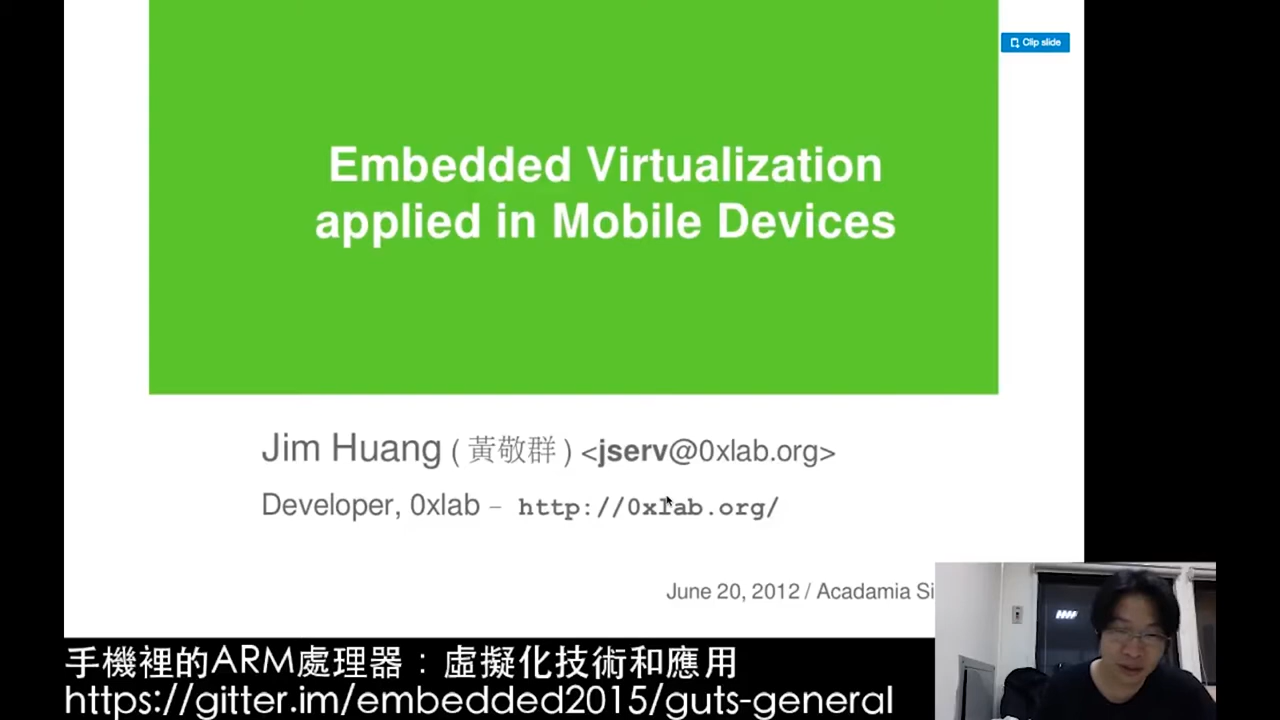 Clip slide
Embedded Virtualization
applied in Mobile Devices
Jim Huang ( 黃敬群 ) <jserv@0xlab.org>
Developer, 0xlab – http://0xlab.org/
June 20, 2012 / Acadamia Si
手機裡的ARM處理器：虛擬化技術和應用
https://gitter.im/embedded2015/guts-general